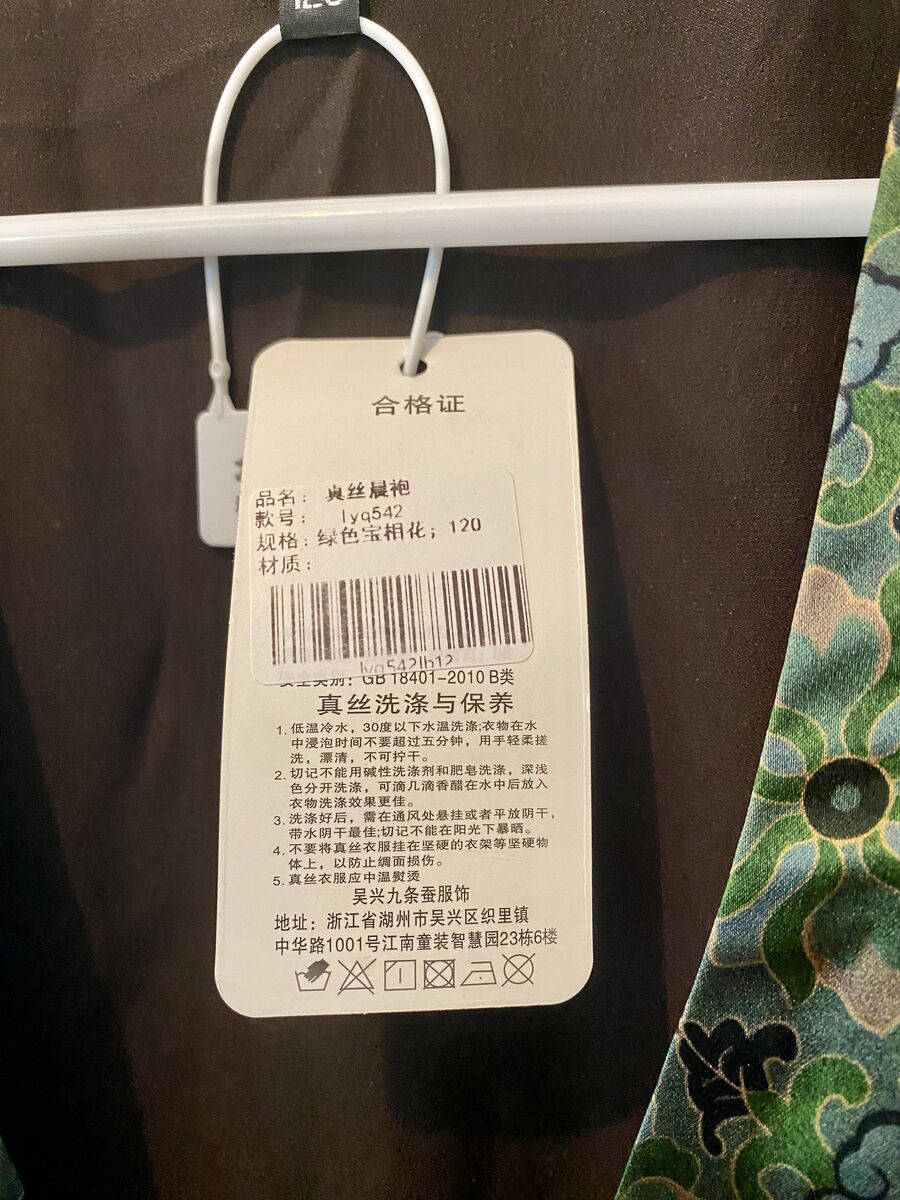 合格证
品名： 真丝晨袍
款号： lyq542
规格：绿色宝相花；120
材质：
lyq542lb12
安全类别：GB 18401-2010 B类
真丝洗涤与保养
1. 低温冷水，30度以下水温洗涤;衣物在水
中浸泡时间不要超过五分钟，用手轻柔搓
洗，漂清，不可拧干。
2. 切记不能用碱性洗涤剂和肥皂洗涤，深浅
色分开洗涤，可滴几滴香醋在水中后放入
衣物洗涤效果更佳。
3. 洗涤好后，需在通风处悬挂或者平放阴干，
带水阴干最佳;切记不能在阳光下暴晒。
4. 不要将真丝衣服挂在坚硬的衣架等坚硬物
体上，以防止绸面损伤。
5. 真丝衣服应中温熨烫
吴兴九条蚕服饰
地址：浙江省湖州市吴兴区织里镇
中华路1001号江南童装智慧园23栋6楼